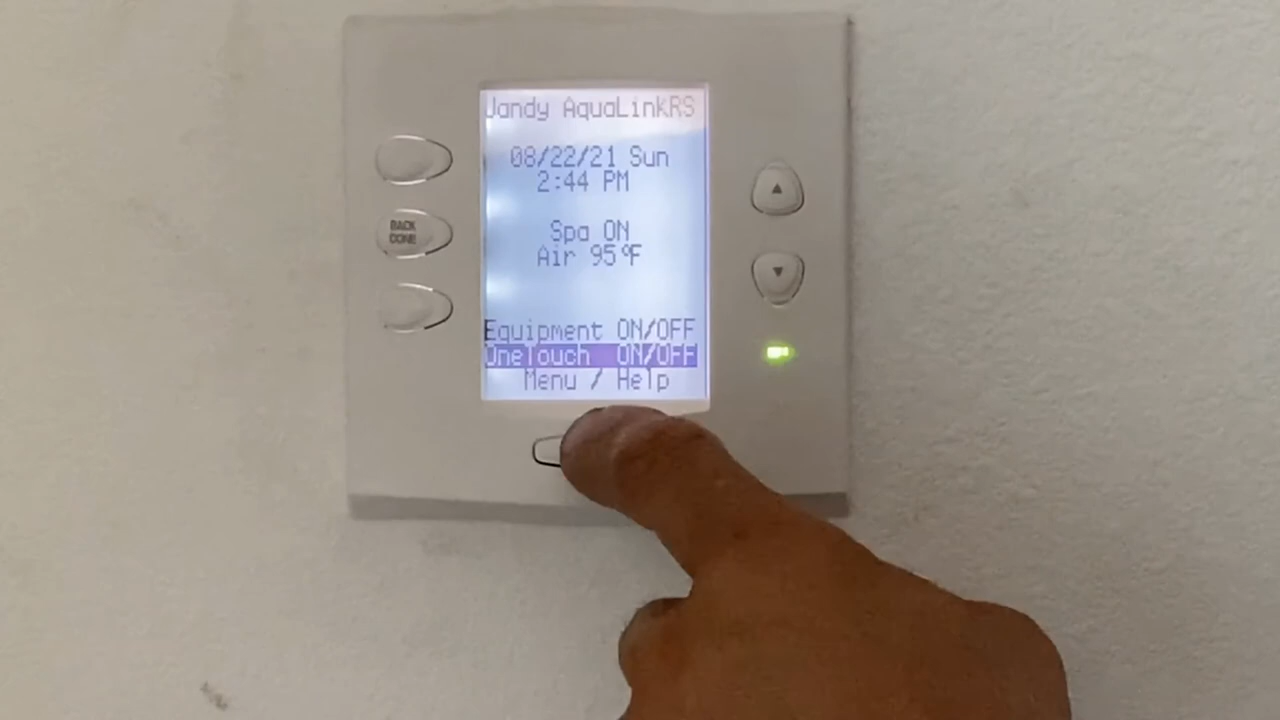 Jandy AquaLinkRS
08/22/21 Sun
2:44 PM
Spa ON
Air 95°F
Equipment ON/OFF
OneTouch ON/OFF
Menu / Help
BACK
DONE